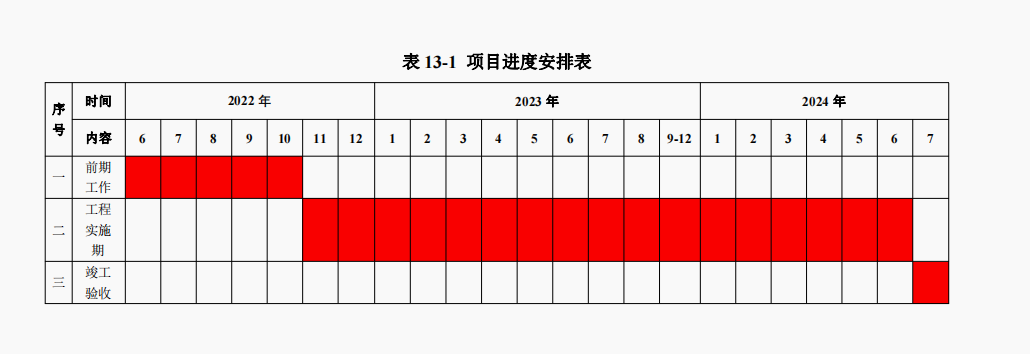 表 13-1 项目进度安排表
序号 时间 2022 年 2023 年 2024 年
内容 6 7 8 9 10 11 12 1 2 3 4 5 6 7 8 9-12 1 2 3 4 5 6 7
一 前期
工作
二 工程
实施
期
三 竣工
验收